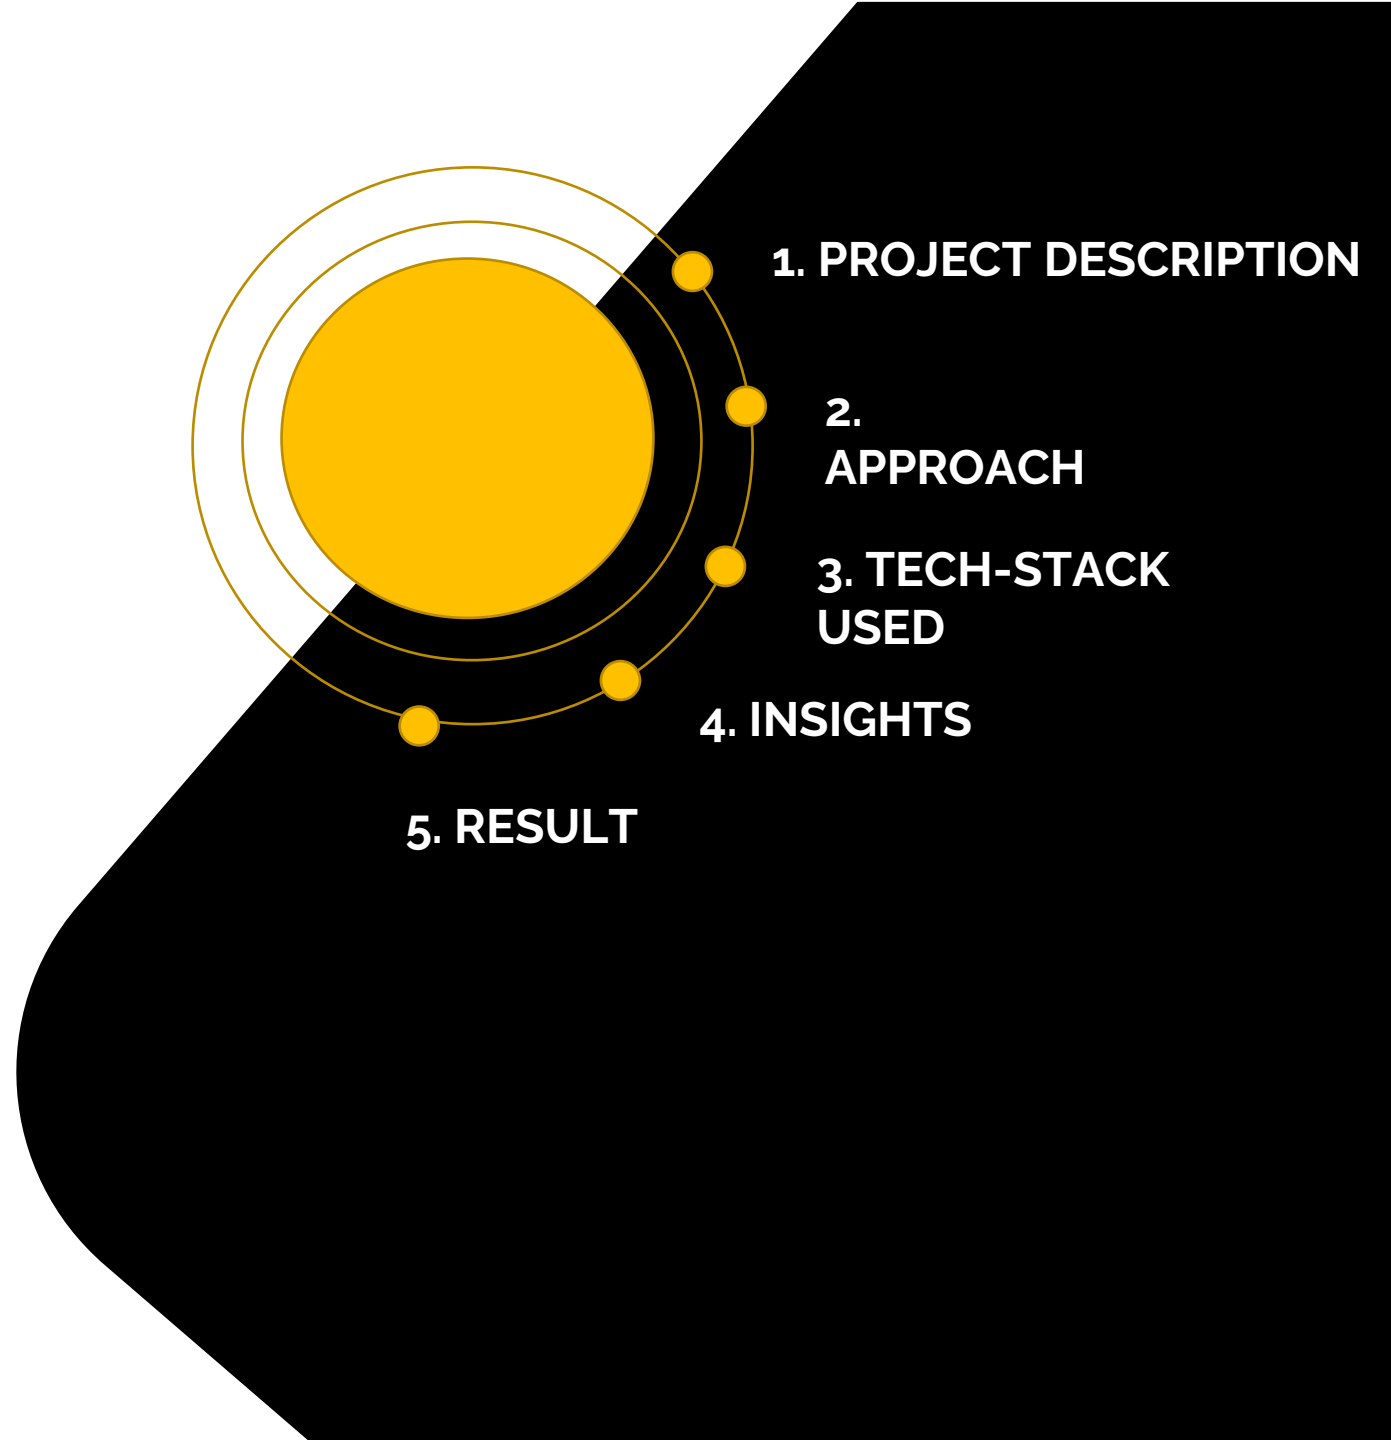 1. PROJECT DESCRIPTION
2.
APPROACH
3. TECH-STACK
USED
4. INSIGHTS
5. RESULT